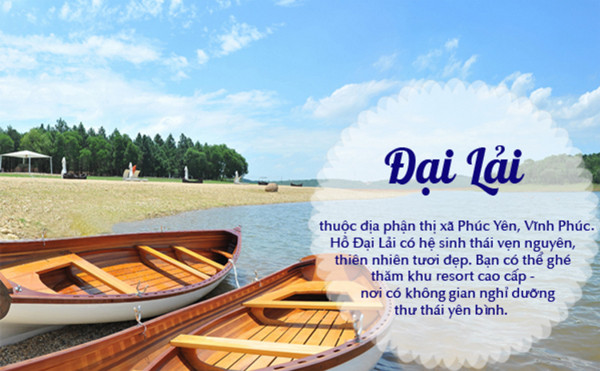 Đại Lải
thuộc địa phận thị xã Phúc Yên, Vĩnh Phúc.
Hồ Đại Lải có hệ sinh thái vẹn nguyên,
thiên nhiên tươi đẹp. Bạn có thể ghé
thăm khu resort cao cấp -
nơi có không gian nghỉ dưỡng
thư thái yên bình.